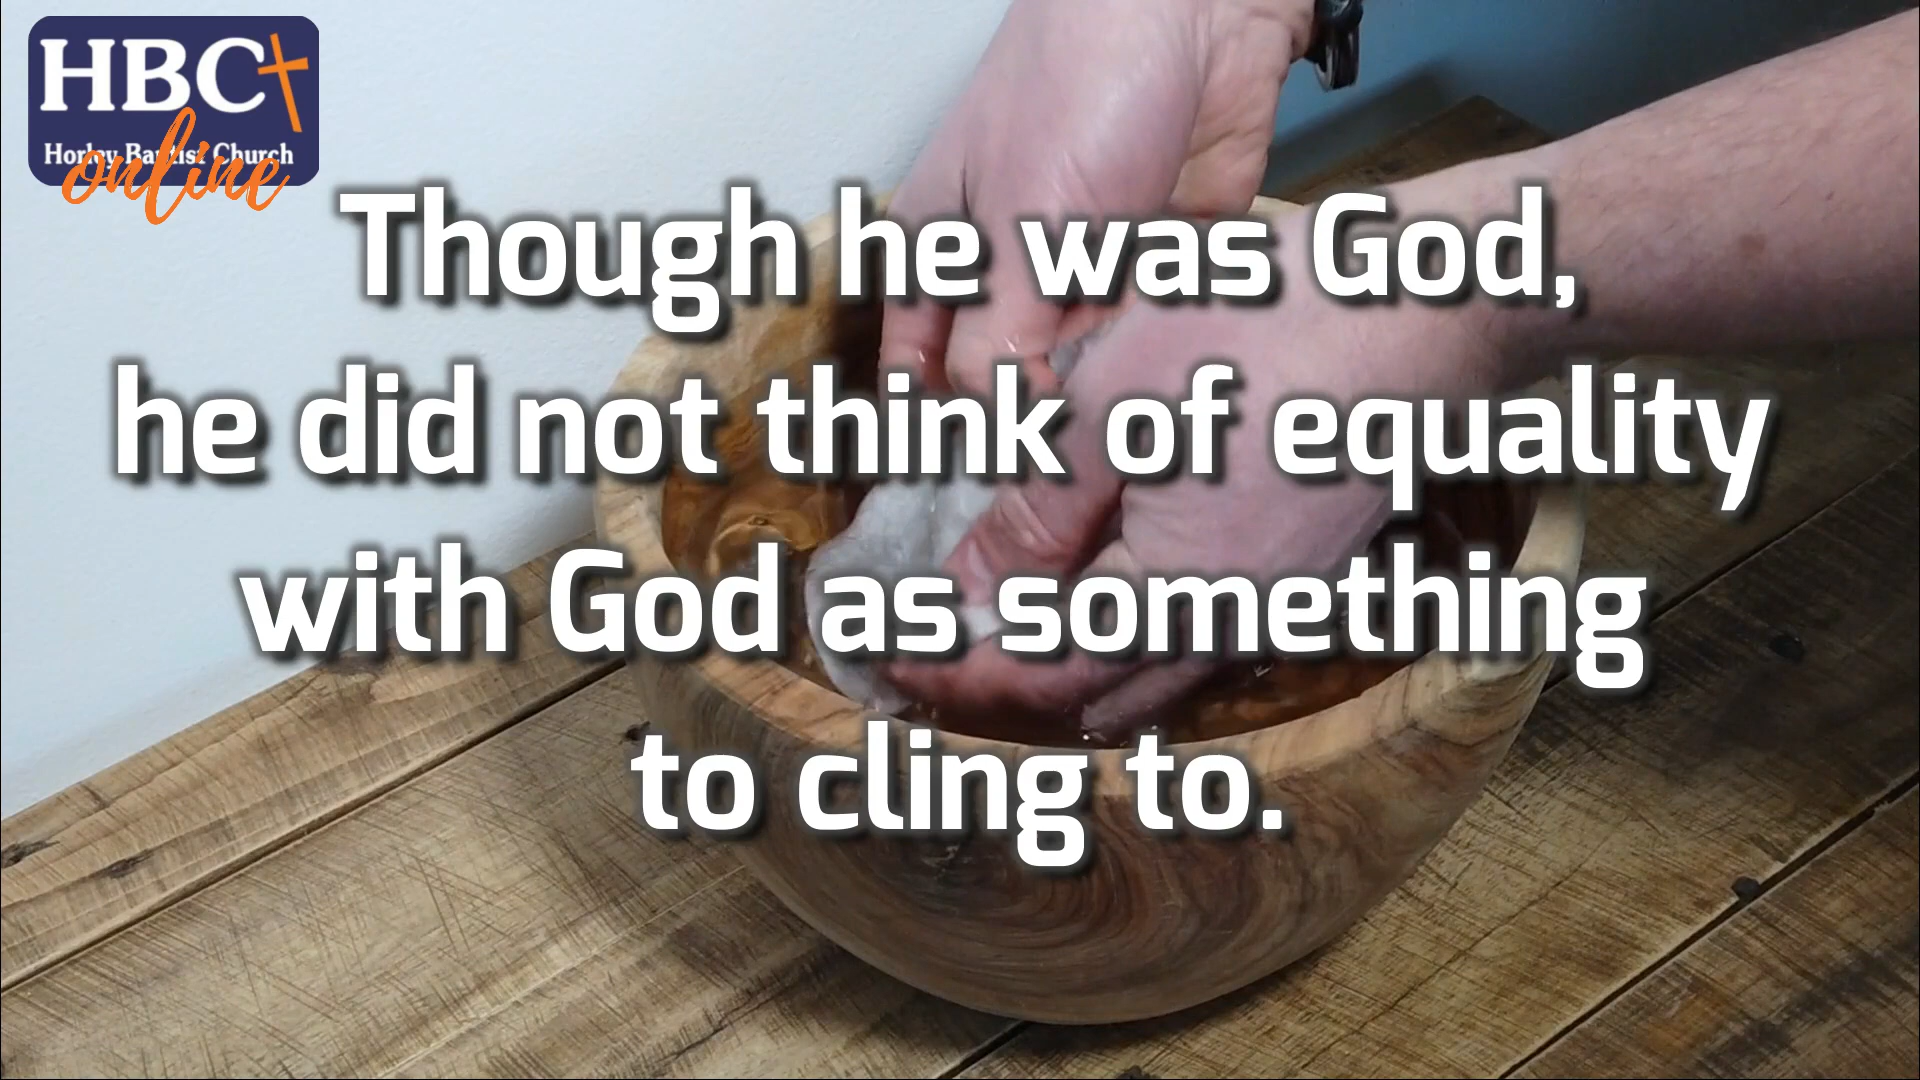 HBC
Horley Baptist Church
online
Though he was God,
he did not think of equality
with God as something
to cling to.